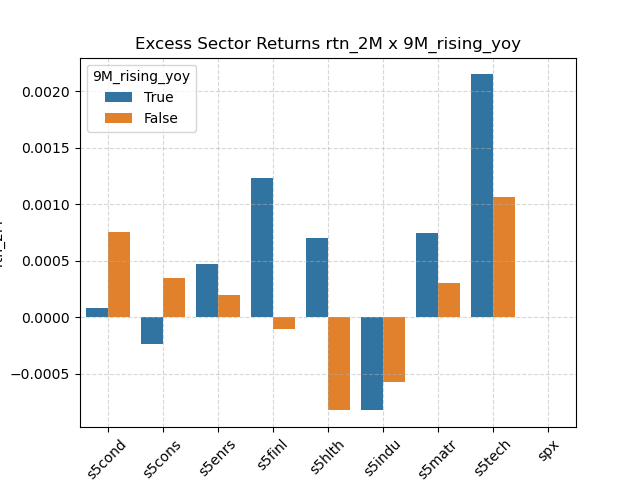 Excess Sector Returns rtn_2M x 9M_rising_yoy
9M_rising_yoy
True
False
0.0020
0.0015
0.0010
0.0005
0.0000
−0.0005
s5cond
s5cons
s5enrs
s5finl
s5hlth
s5indu
s5matr
s5tech
spx